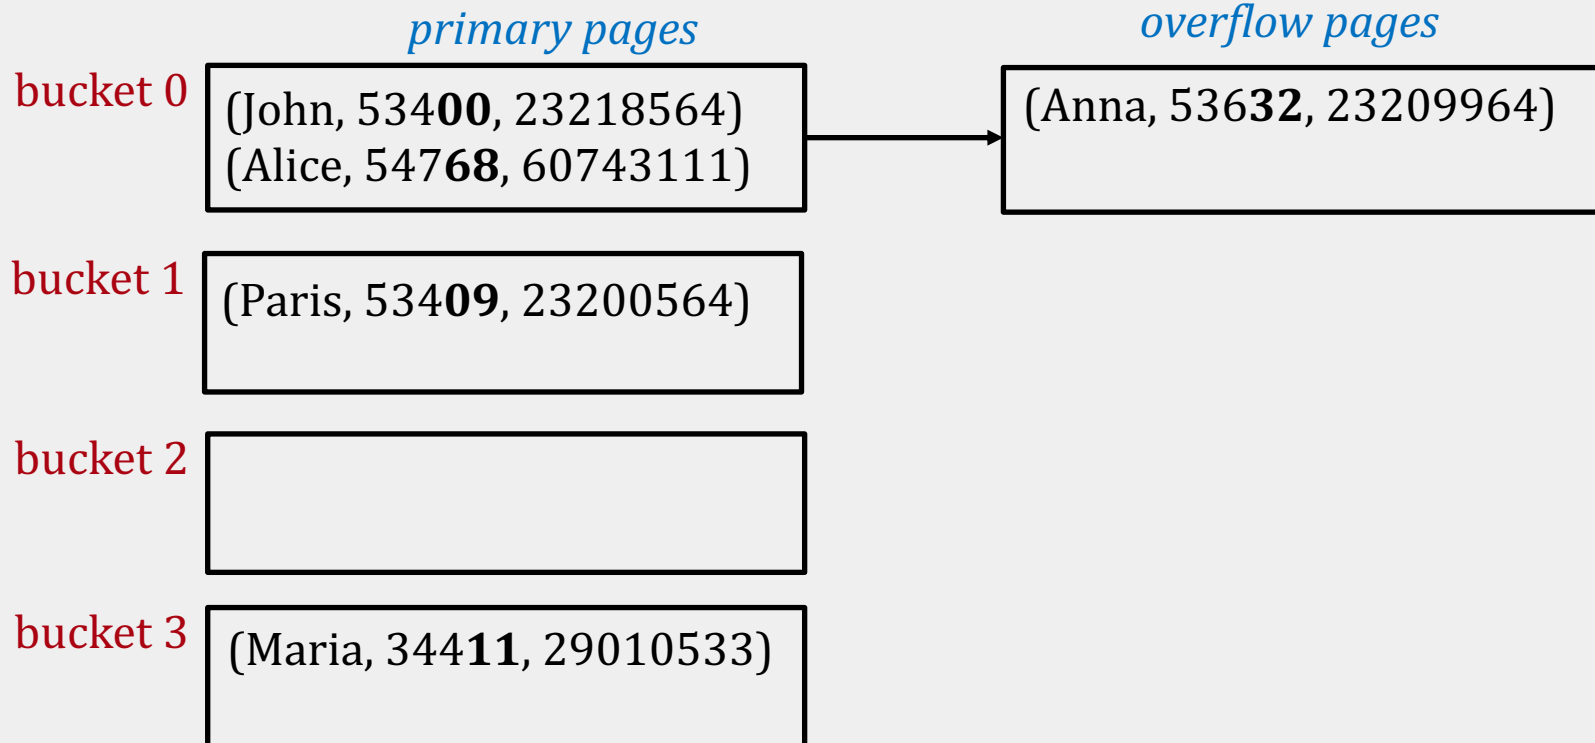 primary pages
overflow pages
bucket 0
(John, 53400, 23218564)
(Alice, 54768, 60743111)
(Anna, 53632, 23209964)
bucket 1
(Paris, 53409, 23200564)
bucket 2
bucket 3
(Maria, 34411, 29010533)